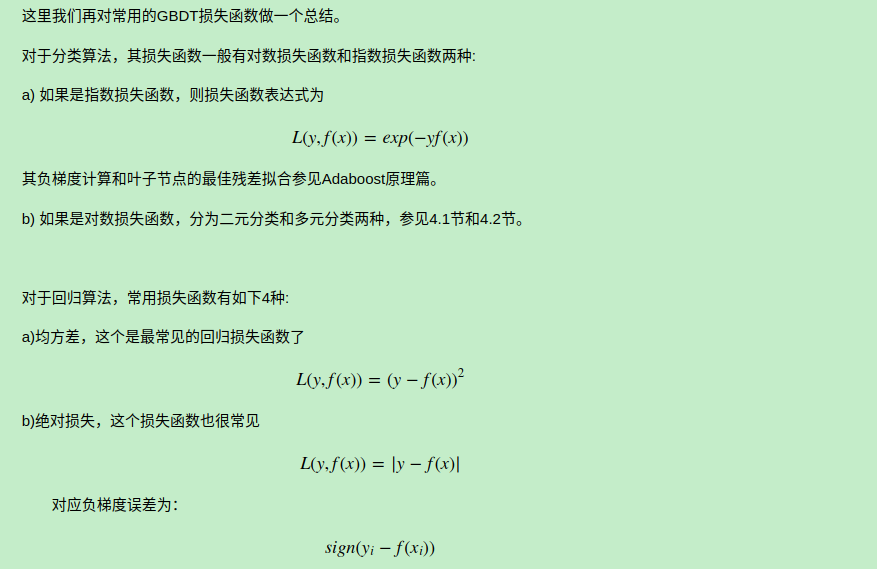 这里我们再对常用的GBDT损失函数做一个总结。
对于分类算法，其损失函数一般有对数损失函数和指数损失函数两种:
a) 如果是指数损失函数，则损失函数表达式为
L(y, f(x)) = exp(−yf(x))
其负梯度计算和叶子节点的最佳残差拟合参见Adaboost原理篇。
b) 如果是对数损失函数，分为二元分类和多元分类两种，参见4.1节和4.2节。
对于回归算法，常用损失函数有如下4种:
a)均方差，这个是最常见的回归损失函数了
L(y, f(x)) = (y − f(x))²
b)绝对损失，这个损失函数也很常见
L(y, f(x)) = |y − f(x)|
对应负梯度误差为：
sign(yᵢ − f(xᵢ))